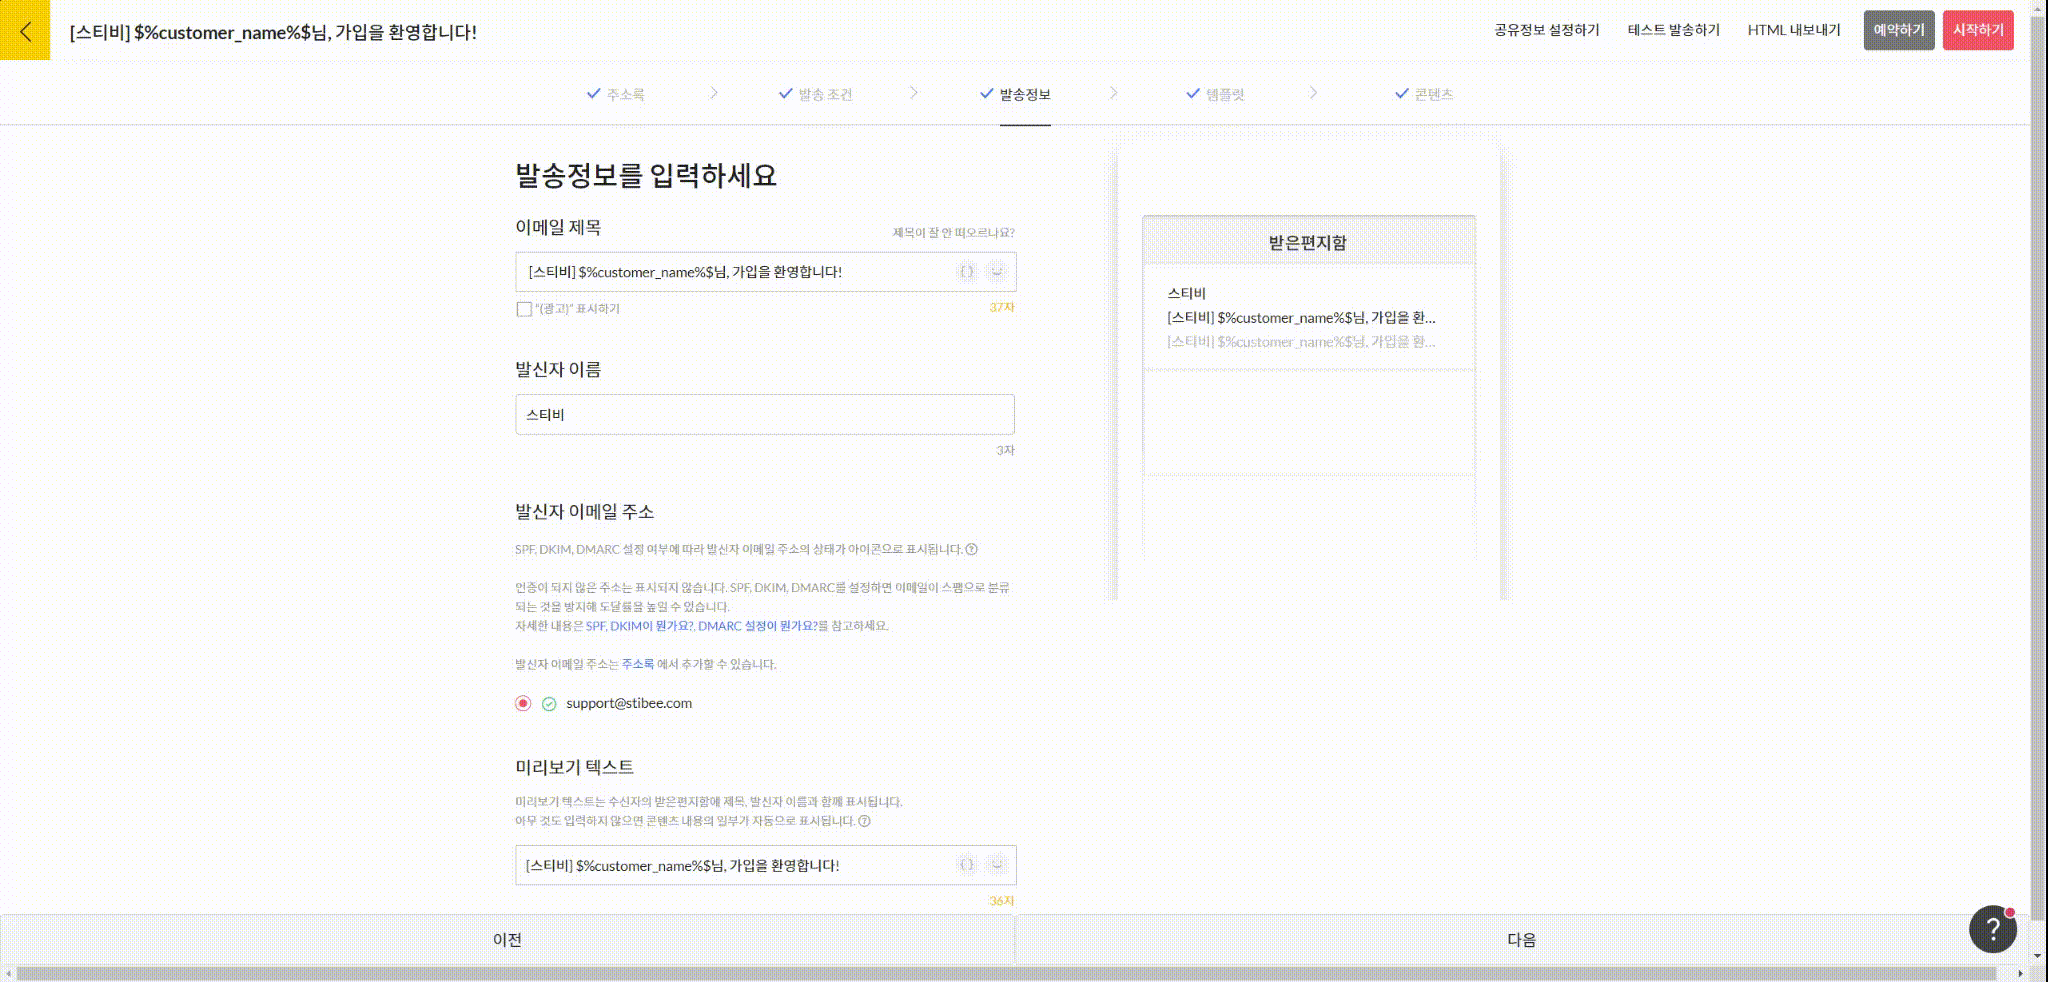 [스티비] $%customer_name%$님, 가입을 환영합니다!
공유정보 설정하기
테스트 발송하기
HTML 내보내기
예약하기
시작하기
주소록
발송 조건
발송정보
템플릿
콘텐츠
발송정보를 입력하세요
이메일 제목
제목이 잘 안 떠오르나요?
[스티비] $%customer_name%$님, 가입을 환영합니다!
"(광고)" 표시하기
37자
발신자 이름
스티비
3자
발신자 이메일 주소
SPF, DKIM, DMARC 설정 여부에 따라 발신자 이메일 주소의 상태가 아이콘으로 표시됩니다.
인증이 되지 않은 주소는 표시되지 않습니다. SPF, DKIM, DMARC를 설정하면 이메일이 스팸으로 분류
되는 것을 방지해 도달률을 높일 수 있습니다.
자세한 내용은 SPF, DKIM이 뭔가요?, DMARC 설정이 뭔가요?를 참고하세요.
발신자 이메일 주소는 주소록 에서 추가할 수 있습니다.
support@stibee.com
미리보기 텍스트
미리보기 텍스트는 수신자의 받은편지함에 제목, 발신자 이름과 함께 표시됩니다.
아무 것도 입력하지 않으면 콘텐츠 내용의 일부가 자동으로 표시됩니다.
[스티비] $%customer_name%$님, 가입을 환영합니다!
36자
받은편지함
스티비
[스티비] $%customer_name%$님, 가입을 환...
[스티비] $%customer_name%$님, 가입을 환...
이전
다음